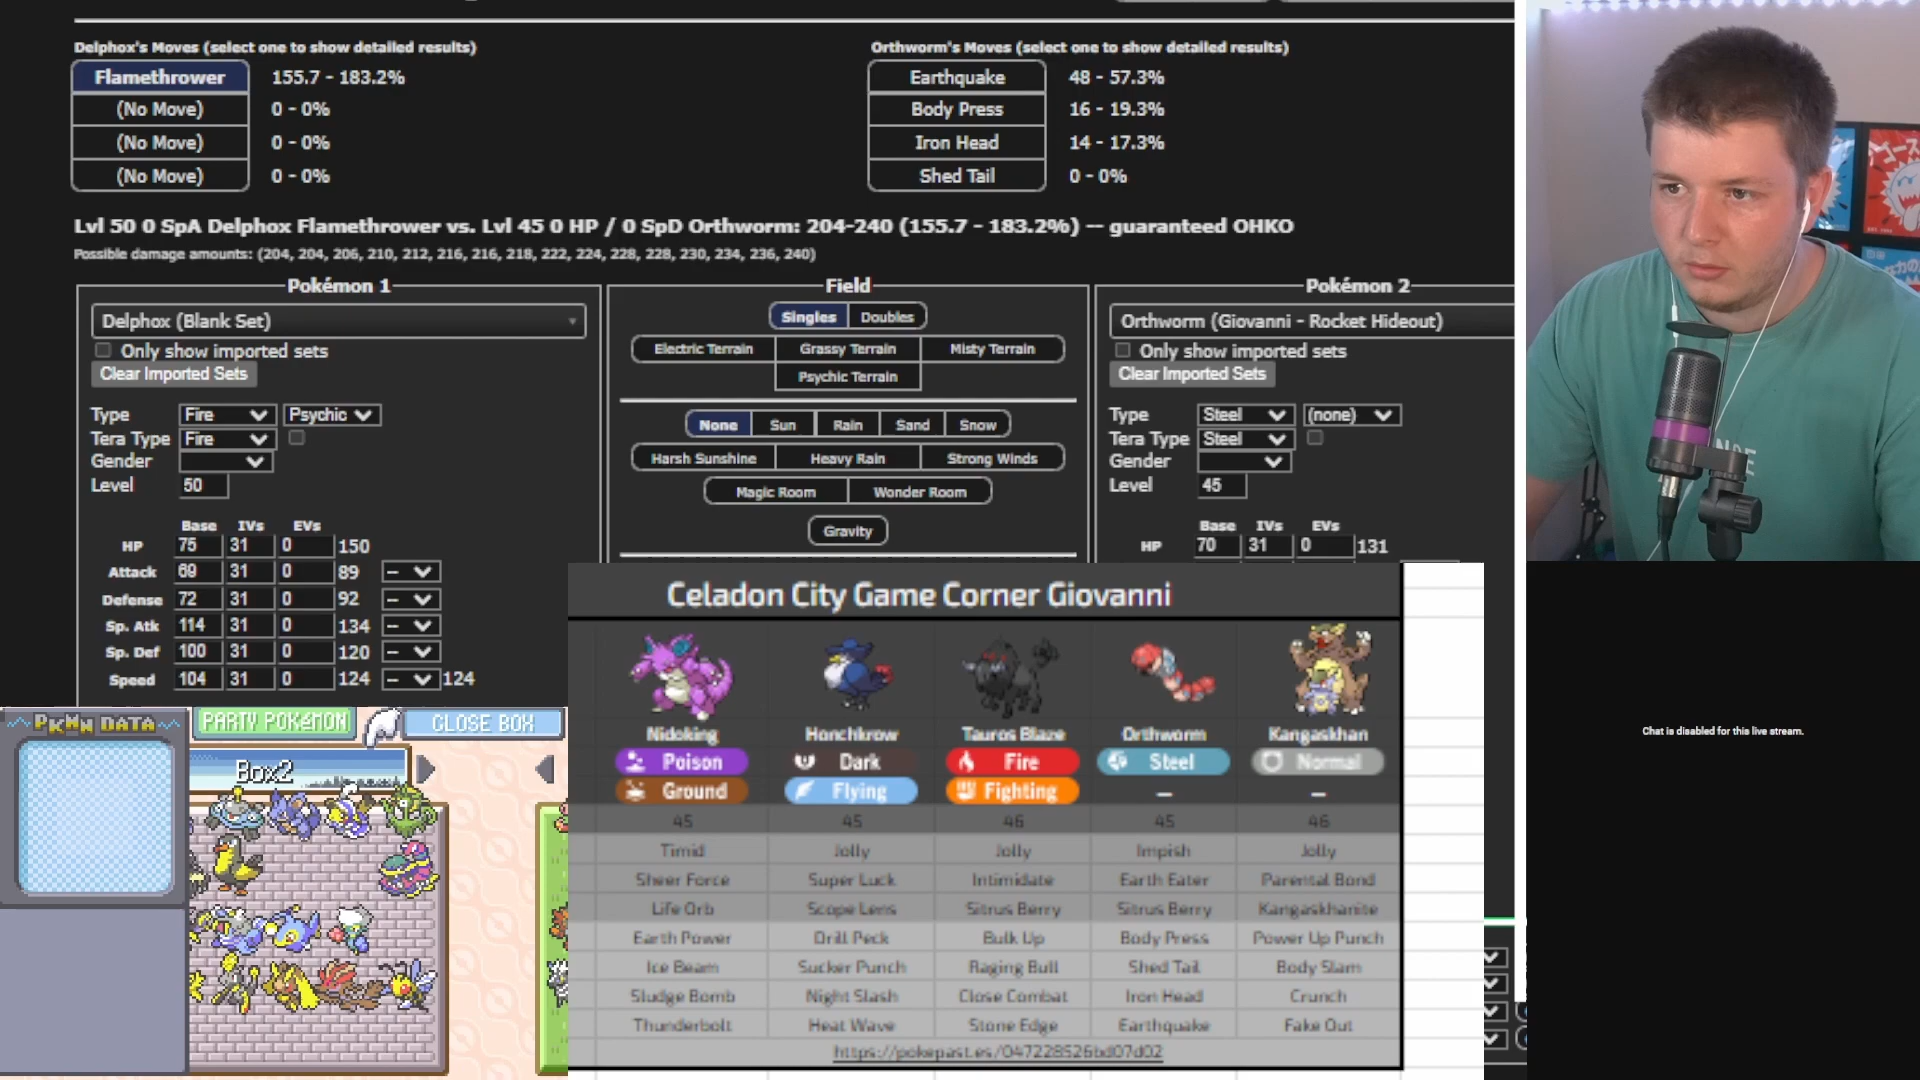 Delphox's Moves (select one to show detailed results)
Flamethrower 155.7 - 183.2%
(No Move) 0 - 0%
(No Move) 0 - 0%
(No Move) 0 - 0%
Orthworm's Moves (select one to show detailed results)
Earthquake 48 - 57.3%
Body Press 16 - 19.3%
Iron Head 14 - 17.3%
Shed Tail 0 - 0%
Lvl 50 0 SpA Delphox Flamethrower vs. Lvl 45 0 HP / 0 SpD Orthworm: 204-240 (155.7 - 183.2%) -- guaranteed OHKO
Possible damage amounts: (204, 204, 206, 210, 212, 216, 216, 218, 222, 224, 228, 228, 230, 234, 236, 240)
Pokémon 1
Delphox (Blank Set)
Only show imported sets
Clear Imported Sets
Type Fire Psychic
Tera Type Fire
Gender
Level 50
Base IVs EVs
HP 75 31 0 150
Attack 69 31 0 89 --
Defense 72 31 0 92 --
Sp. Atk 114 31 0 134 --
Sp. Def 100 31 0 120 --
Speed 104 31 0 124 -- 124
Field
Singles Doubles
Electric Terrain Grassy Terrain Misty Terrain
Psychic Terrain
None Sun Rain Sand Snow
Harsh Sunshine Heavy Rain Strong Winds
Magic Room Wonder Room
Gravity
Pokémon 2
Orthworm (Giovanni - Rocket Hideout)
Only show imported sets
Clear Imported Sets
Type Steel (none)
Tera Type Steel
Gender
Level 45
Base IVs EVs
HP 70 31 0 131
PKMN DATA
PARTY POKéMON
CLOSE BOX
Box2
Celadon City Game Corner Giovanni
Nidoking Honchkrow Tauros Blaze Orthworm Kangaskhan
Poison Dark Fire Steel Normal
Ground Flying Fighting — —
45 45 46 45 46
Timid Jolly Jolly Impish Jolly
Sheer Force Super Luck Intimidate Earth Eater Parental Bond
Life Orb Scope Lens Sitrus Berry Sitrus Berry Kangaskhanite
Earth Power Drill Peck Bulk Up Body Press Power Up Punch
Ice Beam Sucker Punch Raging Bull Shed Tail Body Slam
Sludge Bomb Night Slash Close Combat Iron Head Crunch
Thunderbolt Heat Wave Stone Edge Earthquake Fake Out
https://pokepast.es/047228526bd07d02
Chat is disabled for this live stream.